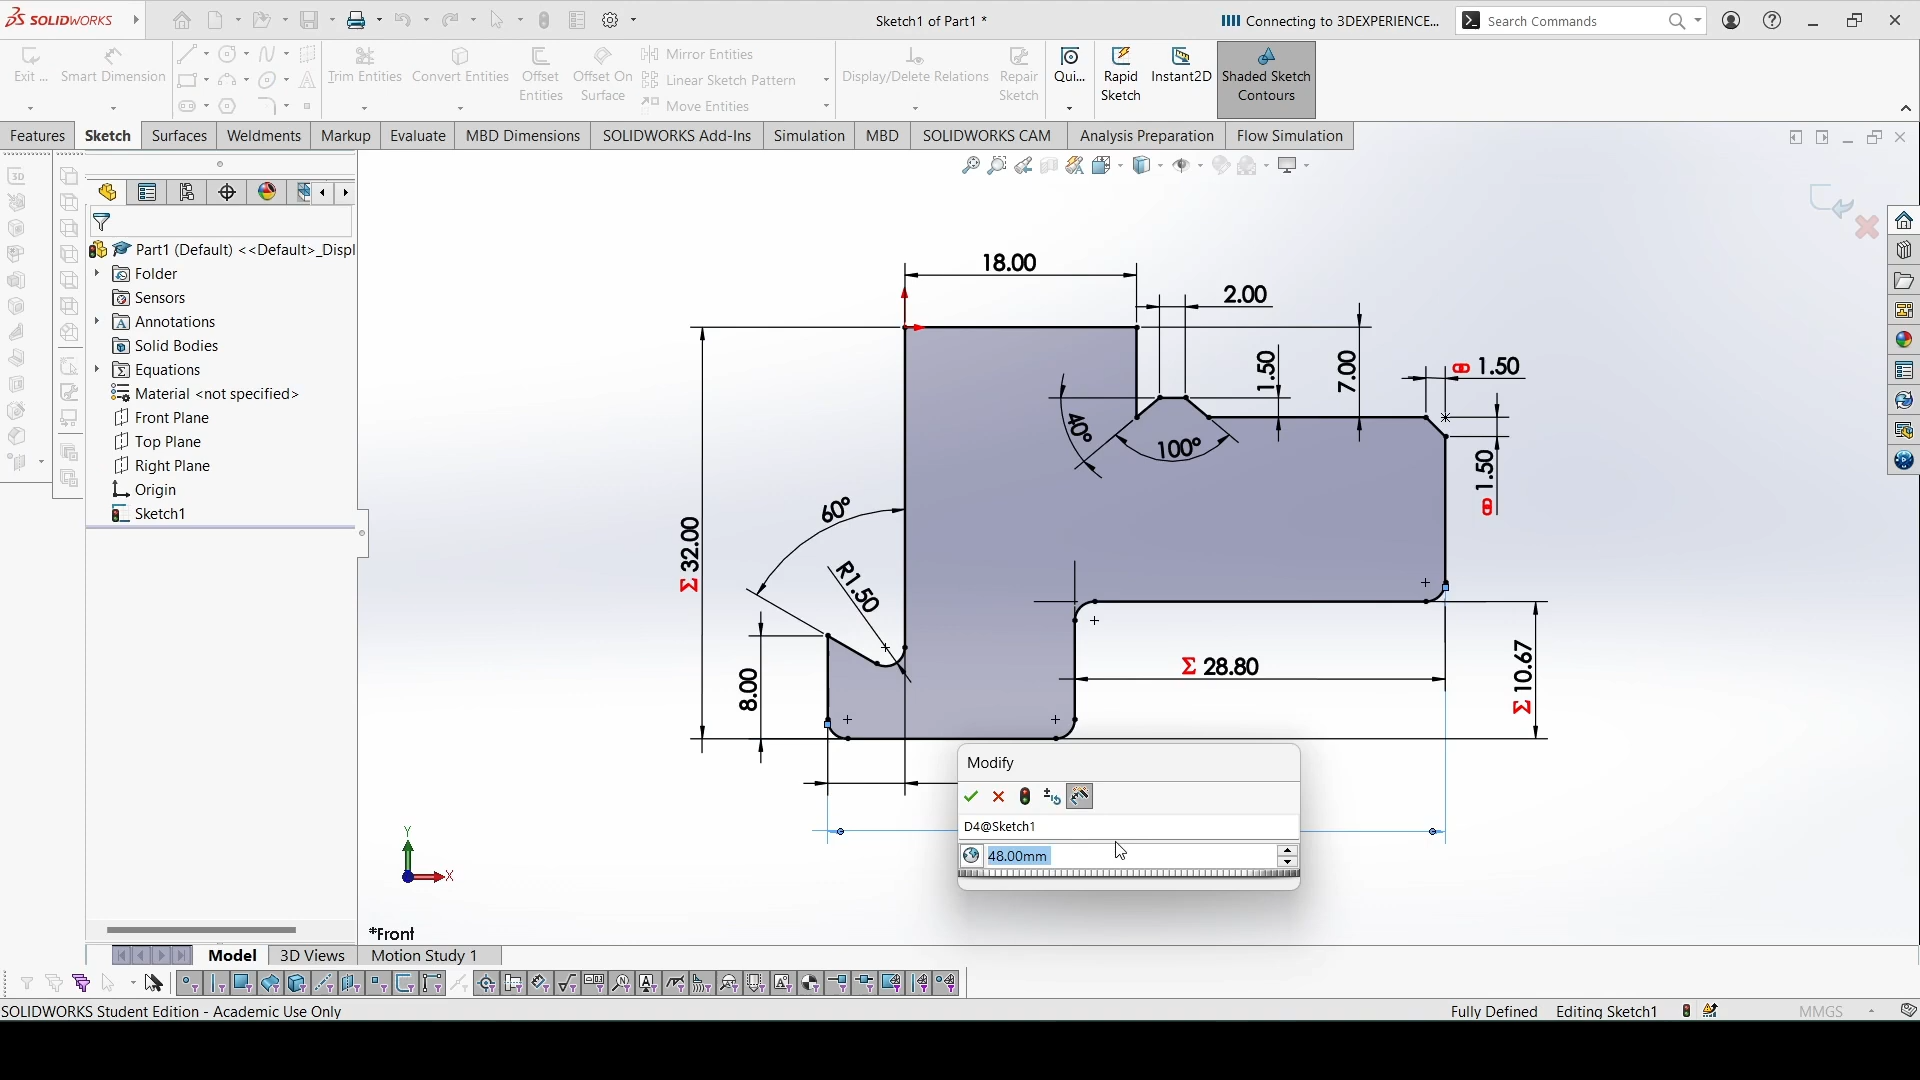 SOLIDWORKS
Sketch1 of Part1 *
Connecting to 3DEXPERIENCE...
Search Commands
Exit ...
Smart Dimension
Trim Entities
Convert Entities
Offset Entities
Offset On Surface
Mirror Entities
Linear Sketch Pattern
Move Entities
Display/Delete Relations
Repair Sketch
Qui...
Rapid Sketch
Instant2D
Shaded Sketch Contours
Features
Sketch
Surfaces
Weldments
Markup
Evaluate
MBD Dimensions
SOLIDWORKS Add-Ins
Simulation
MBD
SOLIDWORKS CAM
Analysis Preparation
Flow Simulation
Part1 (Default) <<Default>_Displ
Folder
Sensors
Annotations
Solid Bodies
Equations
Material <not specified>
Front Plane
Top Plane
Right Plane
Origin
Sketch1
18.00
2.00
1.50
7.00
1.50
40°
100°
1.50
60°
Σ 32.00
R1.50
8.00
Σ 28.80
Σ 10.67
Modify
D4@Sketch1
48.00mm
Y
X
*Front
Model
3D Views
Motion Study 1
SOLIDWORKS Student Edition - Academic Use Only
Fully Defined
Editing Sketch1
MMGS